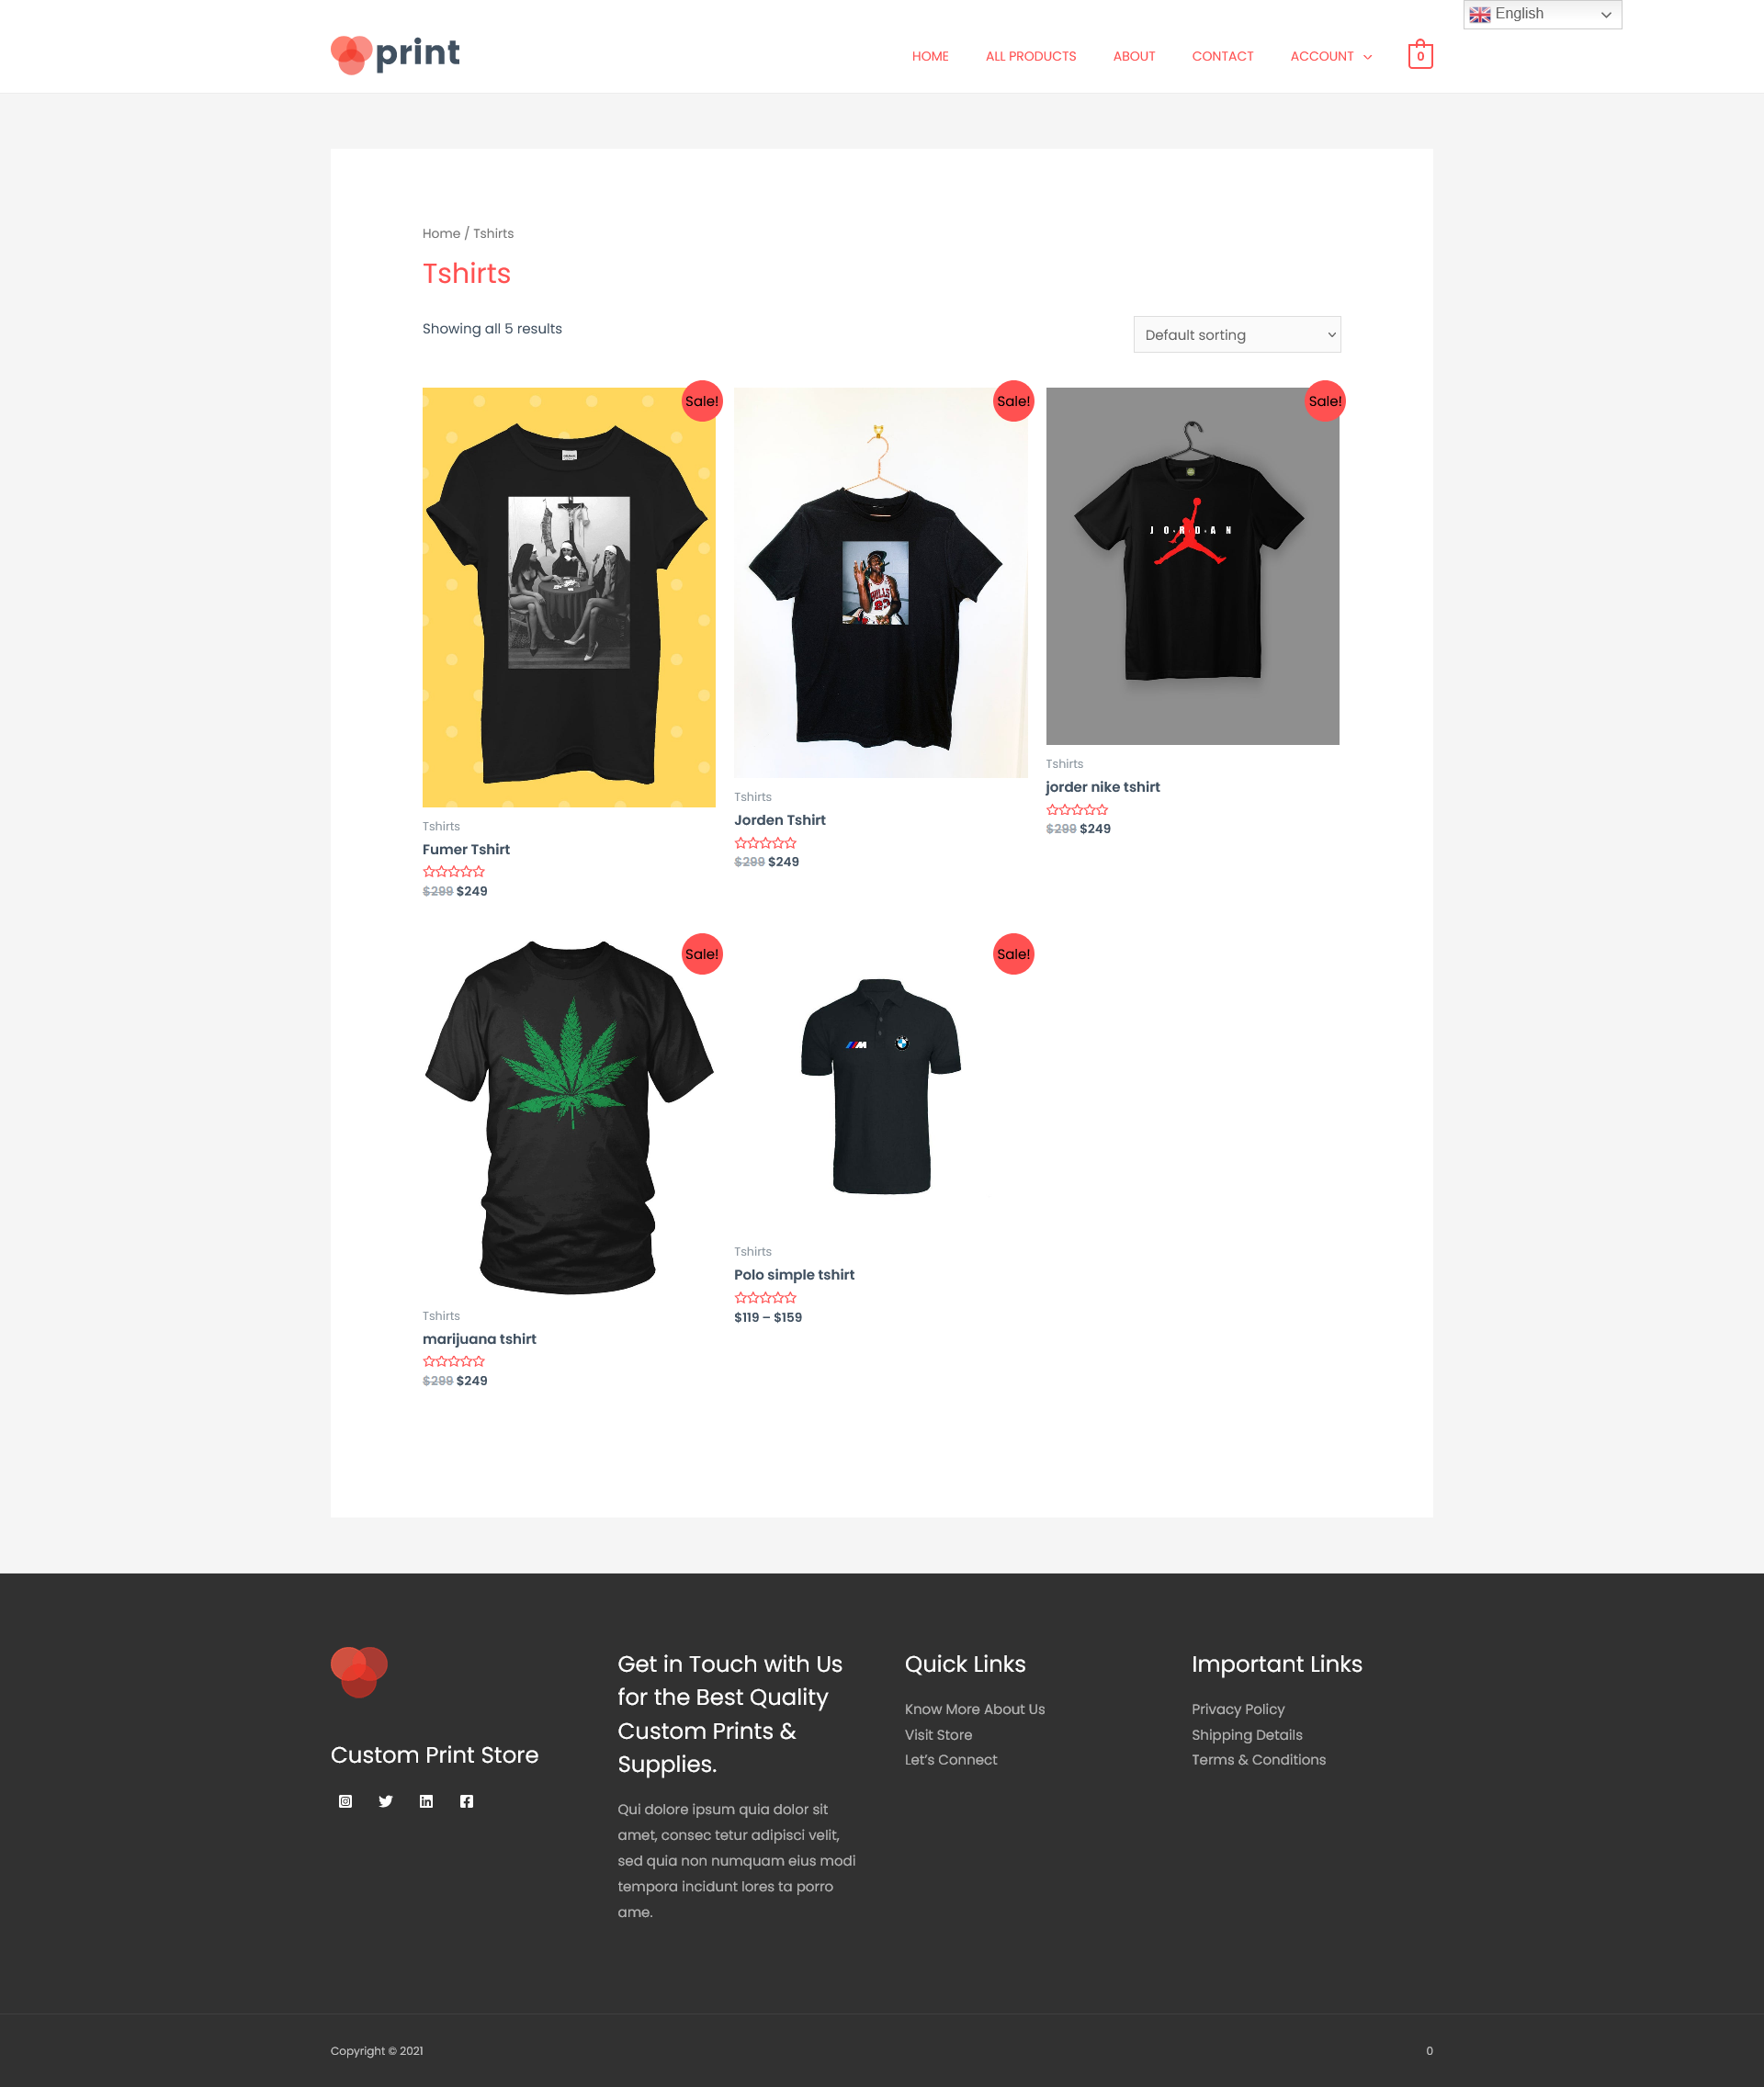 English
print
HOME
ALL PRODUCTS
ABOUT
CONTACT
ACCOUNT
0
Home / Tshirts
Tshirts
Showing all 5 results
Default sorting
Sale!
Sale!
Sale!
BULLS
23
J O R D A N
Tshirts
Fumer Tshirt
$299 $249
Tshirts
Jorden Tshirt
$299 $249
Tshirts
jorder nike tshirt
$299 $249
Sale!
Sale!
M
Tshirts
marijuana tshirt
$299 $249
Tshirts
Polo simple tshirt
$119 – $159
Custom Print Store
Get in Touch with Us
for the Best Quality
Custom Prints &
Supplies.
Qui dolore ipsum quia dolor sit
amet, consec tetur adipisci velit,
sed quia non numquam eius modi
tempora incidunt lores ta porro
ame.
Quick Links
Know More About Us
Visit Store
Let’s Connect
Important Links
Privacy Policy
Shipping Details
Terms & Conditions
Copyright © 2021
0